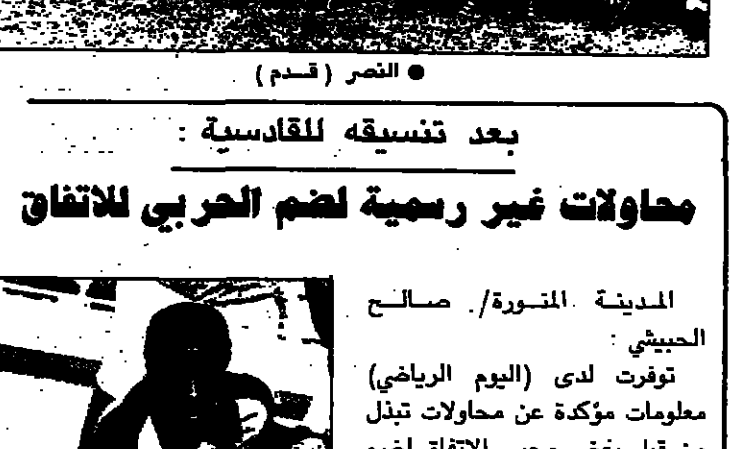 ● النصر (قدم)
بعد تنسيقه للقادسية :
محاولات غير رسمية لضم الحربي للاتفاق
المدينة المنورة/. صالح
الحبيشي :
توفرت لدى (اليوم الرياضي)
معلومات مؤكدة عن محاولات تبذل